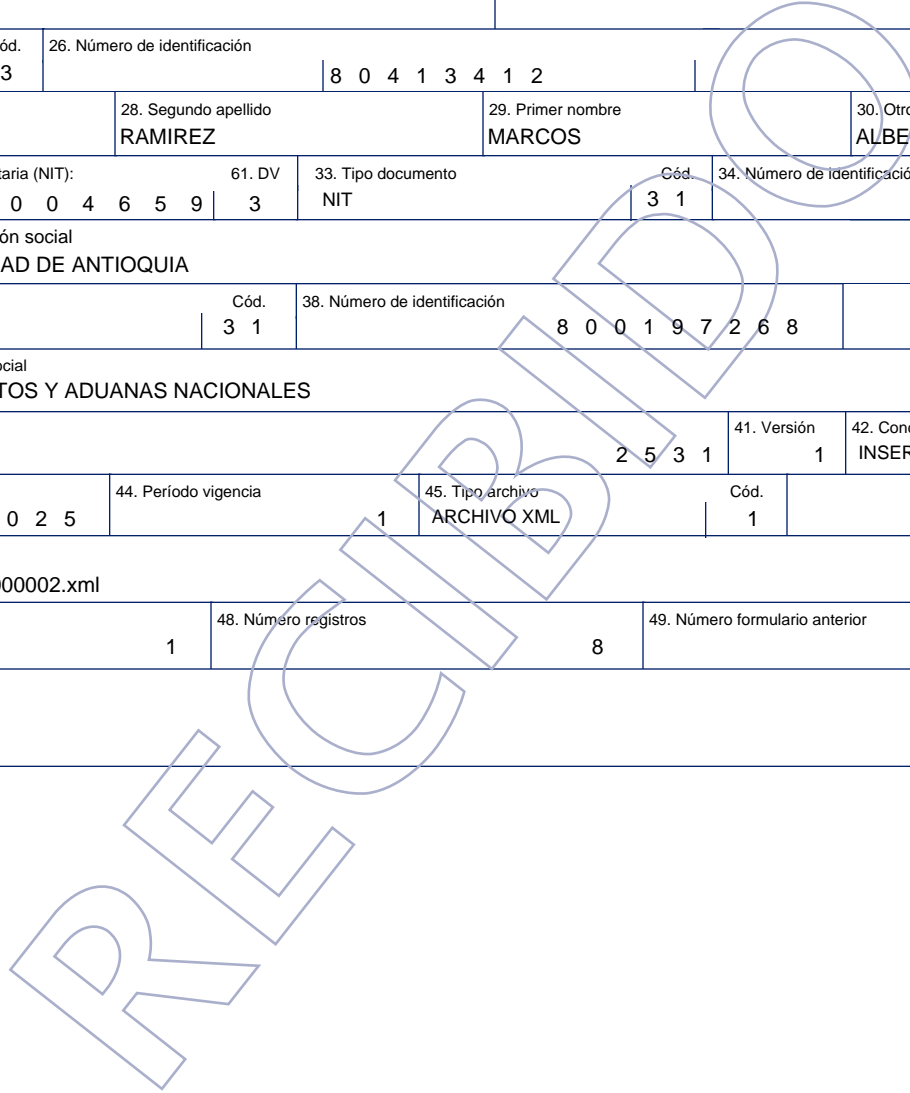 ód. 26. Número de identificación
3 8 0 4 1 3 4 1 2
28. Segundo apellido 29. Primer nombre 30. Otro
RAMIREZ MARCOS ALBE
taria (NIT): 61. DV 33. Tipo documento Cód. 34. Número de identificació
0 0 4 6 5 9 3 NIT 3 1
ón social
AD DE ANTIOQUIA
Cód. 38. Número de identificación
3 1 8 0 0 1 9 7 2 6 8
ocial
TOS Y ADUANAS NACIONALES
41. Versión 42. Conc
2 5 3 1 1 INSER
44. Período vigencia 45. Tipo archivo Cód.
0 2 5 1 ARCHIVO XML 1
000002.xml
48. Número registros 49. Número formulario anterior
1 8
RECIBIDO